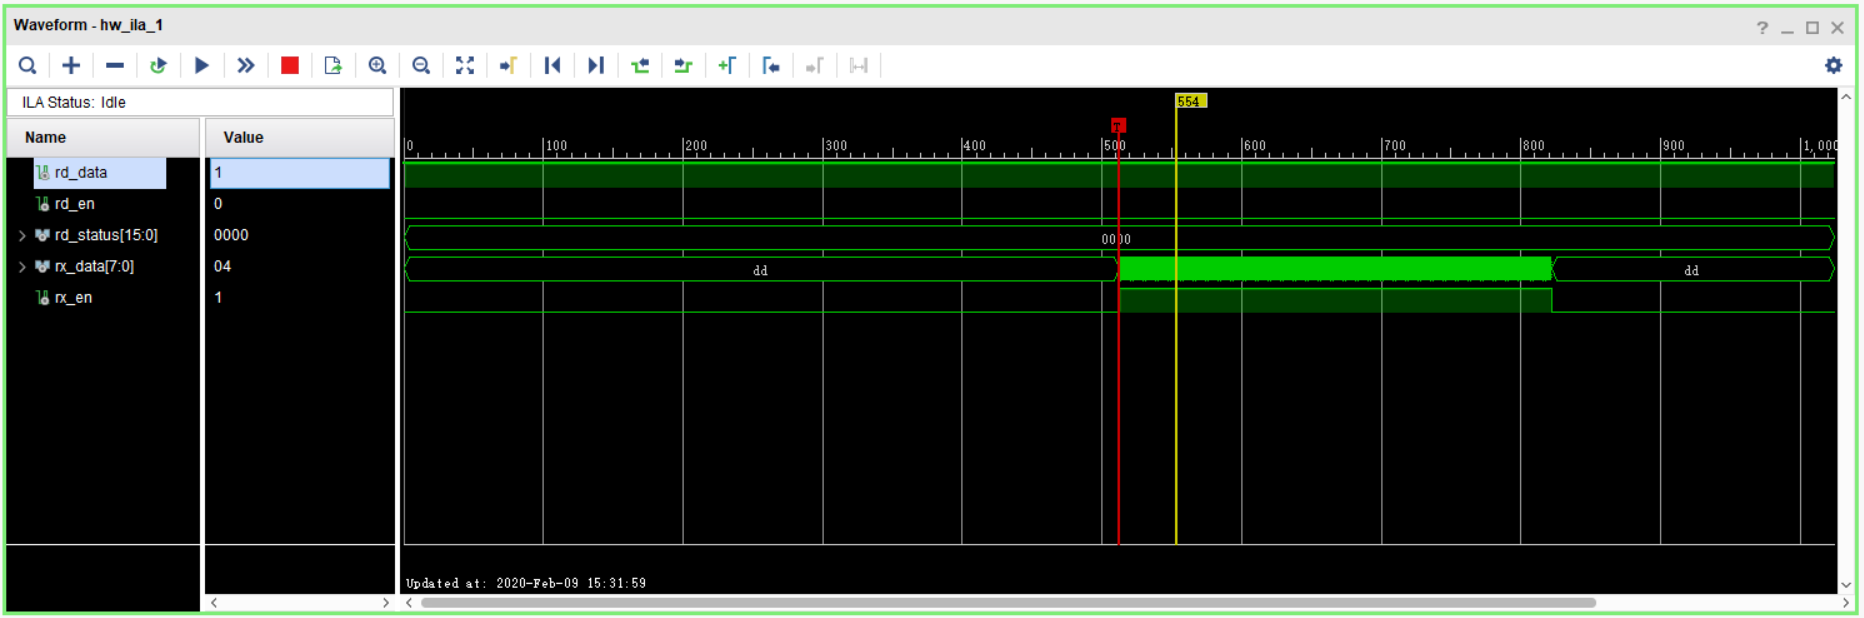 Waveform - hw_ila_1
?
ILA Status: Idle
Name
Value
554
T
0 100 200 300 400 500 600 700 800 900 1,000
rd_data 1
rd_en 0
rd_status[15:0] 0000 0000
rx_data[7:0] 04 dd dd
rx_en 1
Updated at: 2020-Feb-09 15:31:59